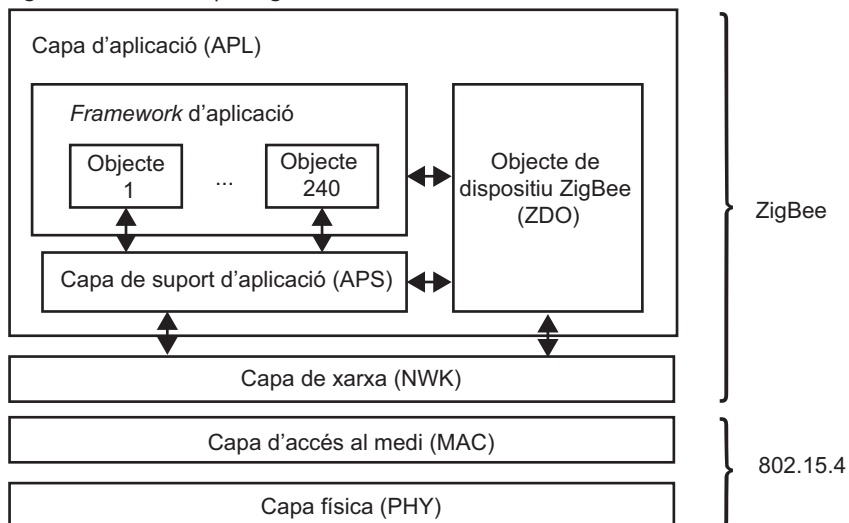 Capa d'aplicació (APL)
Framework d'aplicació
Objecte
1
...
Objecte
240
Objecte de
dispositiu ZigBee
(ZDO)
ZigBee
Capa de suport d'aplicació (APS)
Capa de xarxa (NWK)
Capa d'accés al medi (MAC)
802.15.4
Capa física (PHY)